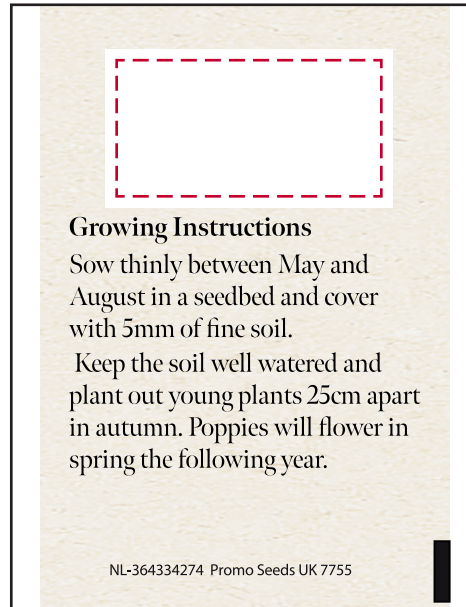 Growing Instructions
Sow thinly between May and
August in a seedbed and cover
with 5mm of fine soil.
Keep the soil well watered and
plant out young plants 25cm apart
in autumn. Poppies will flower in
spring the following year.
NL-364334274 Promo Seeds UK 7755